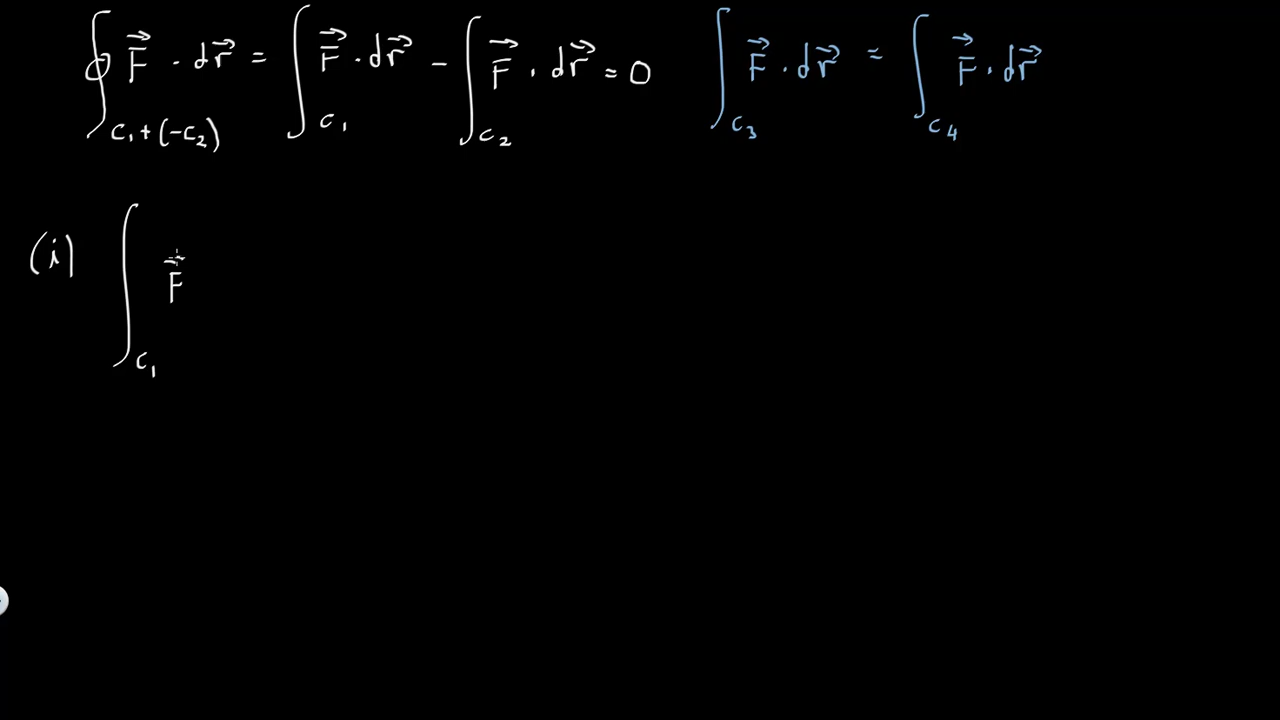 ∮_{C₁+(-C₂)} F⃗ · dr⃗ = ∫_{C₁} F⃗ · dr⃗ - ∫_{C₂} F⃗ · dr⃗ = 0 ∫_{C₃} F⃗ · dr⃗ = ∫_{C₄} F⃗ · dr⃗
(i) ∫_{C₁} F⃗